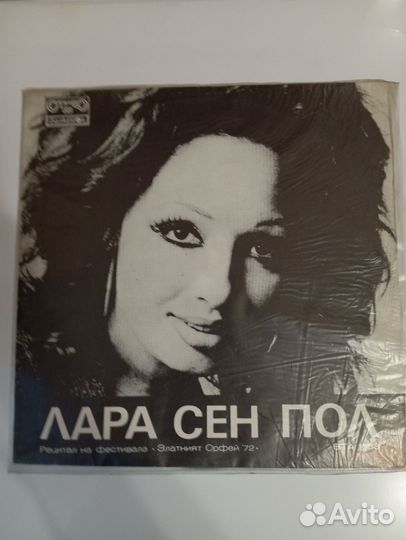 ЛАРА СЕН ПОЛ
Рецитал на фестивала · Златният Орфей '72 ·
Avito